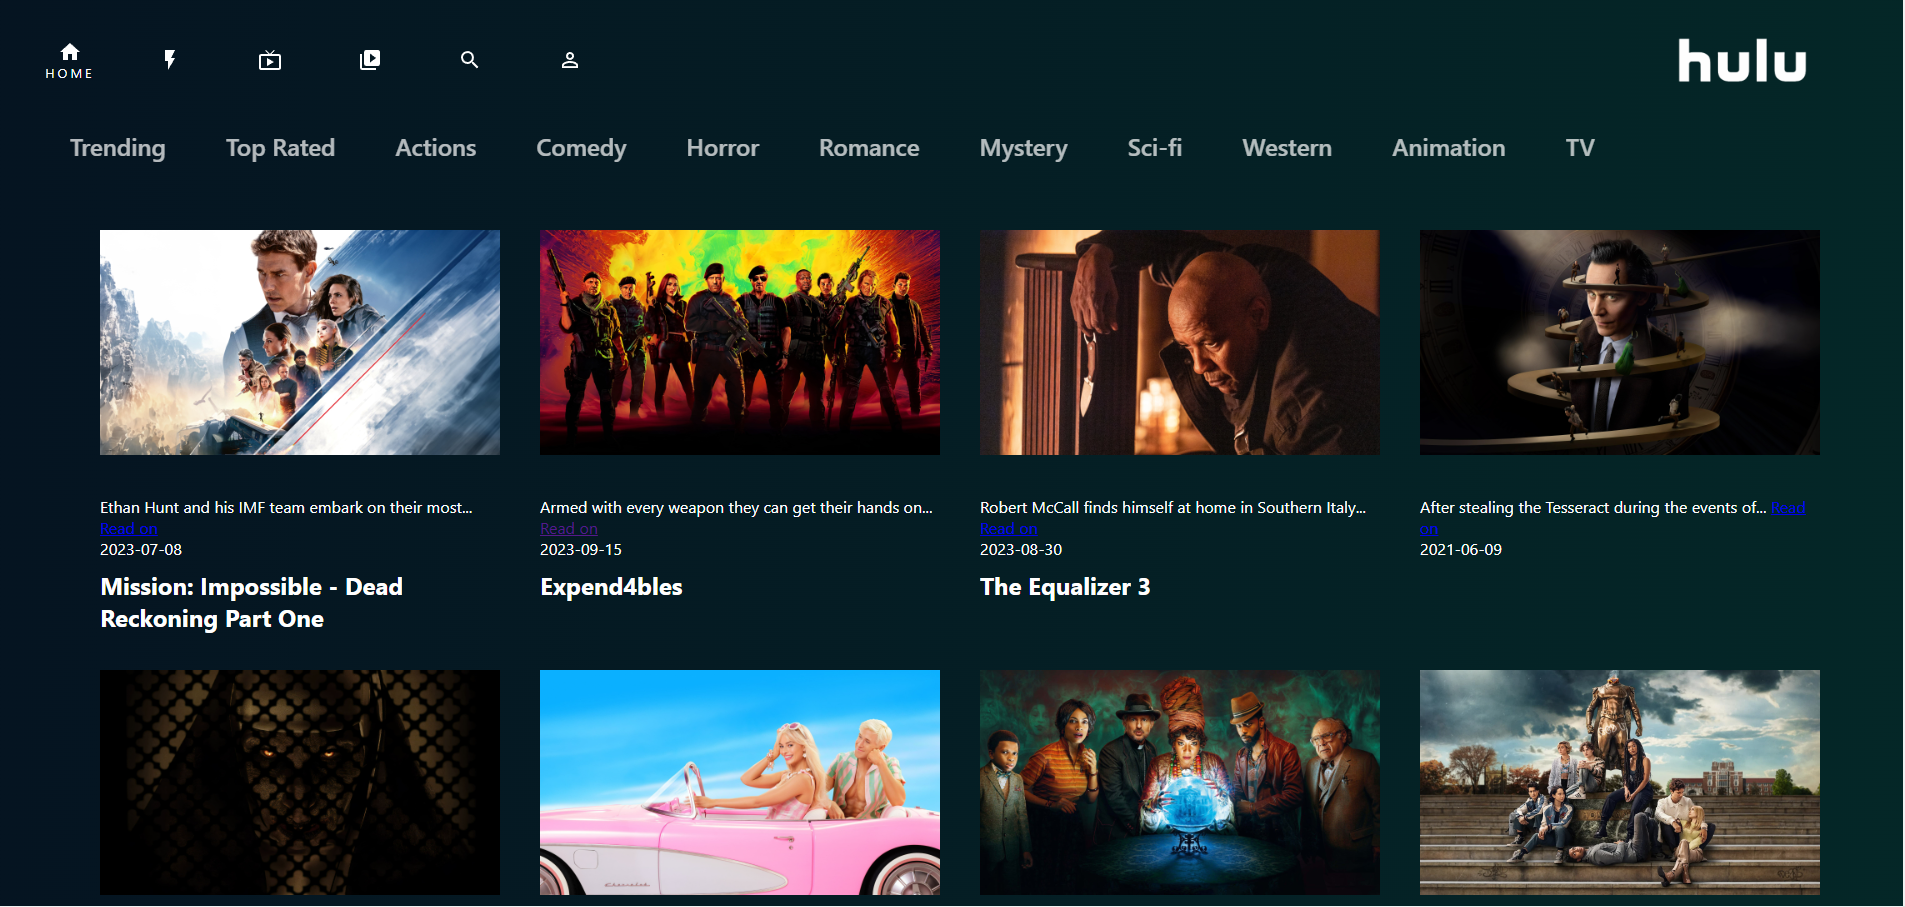 HOME
hulu
Trending Top Rated Actions Comedy Horror Romance Mystery Sci-fi Western Animation TV
Ethan Hunt and his IMF team embark on their most...
Read on
2023-07-08
Mission: Impossible - Dead
Reckoning Part One
Armed with every weapon they can get their hands on...
Read on
2023-09-15
Expend4bles
Robert McCall finds himself at home in Southern Italy...
Read on
2023-08-30
The Equalizer 3
After stealing the Tesseract during the events of... Read
on
2021-06-09